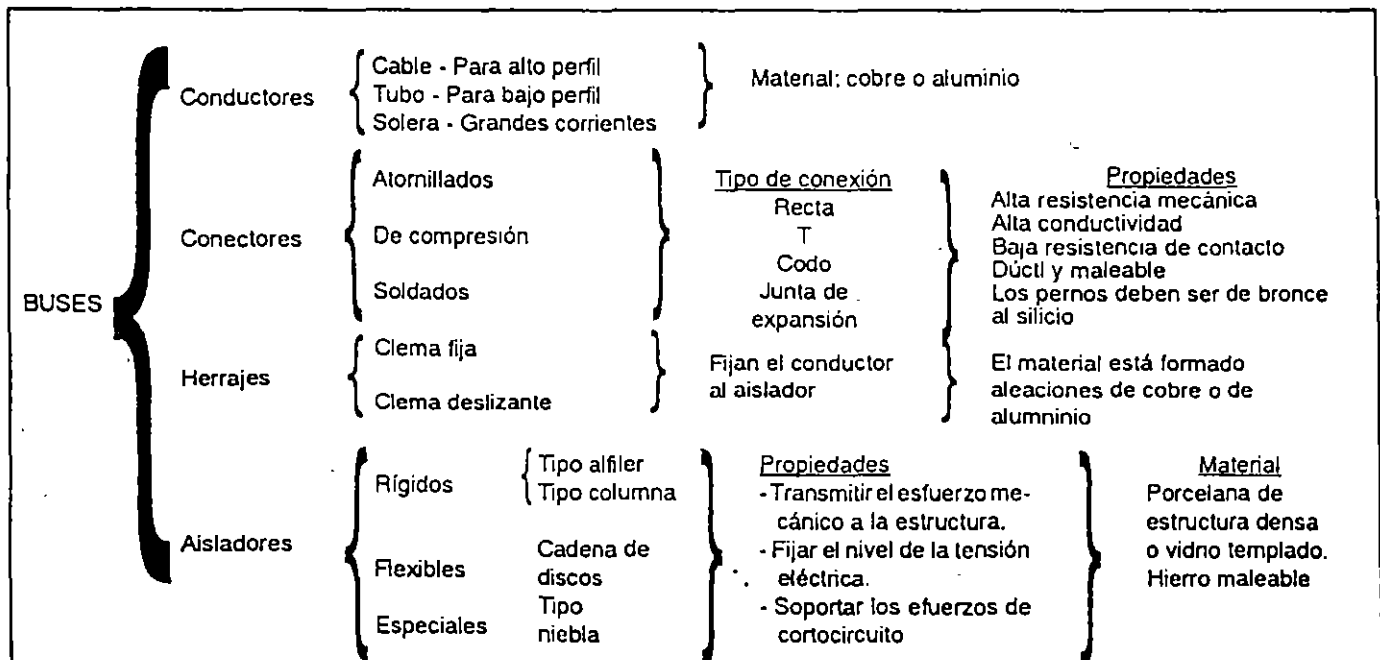 BUSES
Conductores
Cable - Para alto perfil
Tubo - Para bajo perfil
Solera - Grandes corrientes
Material: cobre o aluminio
Conectores
Atornillados
De compresión
Soldados
Tipo de conexión
Recta
T
Codo
Junta de
expansión
Propiedades
Alta resistencia mecánica
Alta conductividad
Baja resistencia de contacto
Dúctl y maleable
Los pernos deben ser de bronce
al silicio
Herrajes
Clema fija
Clema deslizante
Fijan el conductor
al aislador
El material está formado
aleaciones de cobre o de
alumninio
Aisladores
Rígidos
Tipo alfiler
Tipo columna
Flexibles
Cadena de
discos
Especiales
Tipo
niebla
Propiedades
- Transmitir el esfuerzo me-
cánico a la estructura.
- Fijar el nivel de la tensión
eléctrica.
- Soportar los efuerzos de
cortocircuito
Material
Porcelana de
estructura densa
o vidrio templado.
Hierro maleable